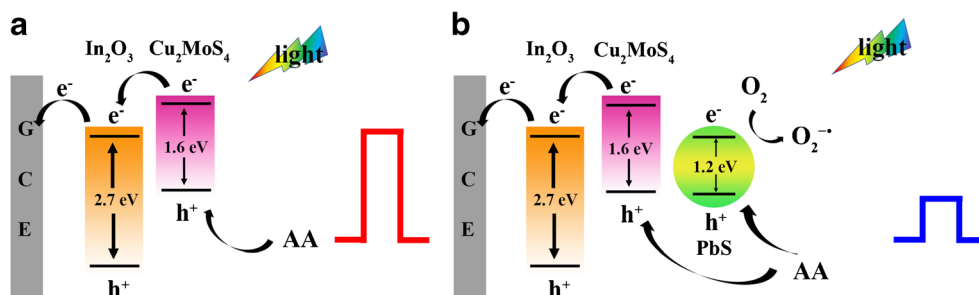 a
In₂O₃
Cu₂MoS₄
light
e⁻
e⁻
e⁻
G
C
E
1.6 eV
2.7 eV
h⁺
AA
h⁺
b
In₂O₃
Cu₂MoS₄
light
e⁻
e⁻
e⁻
e⁻
O₂
O₂⁻•
G
C
E
1.6 eV
1.2 eV
2.7 eV
h⁺
h⁺
PbS
AA
h⁺